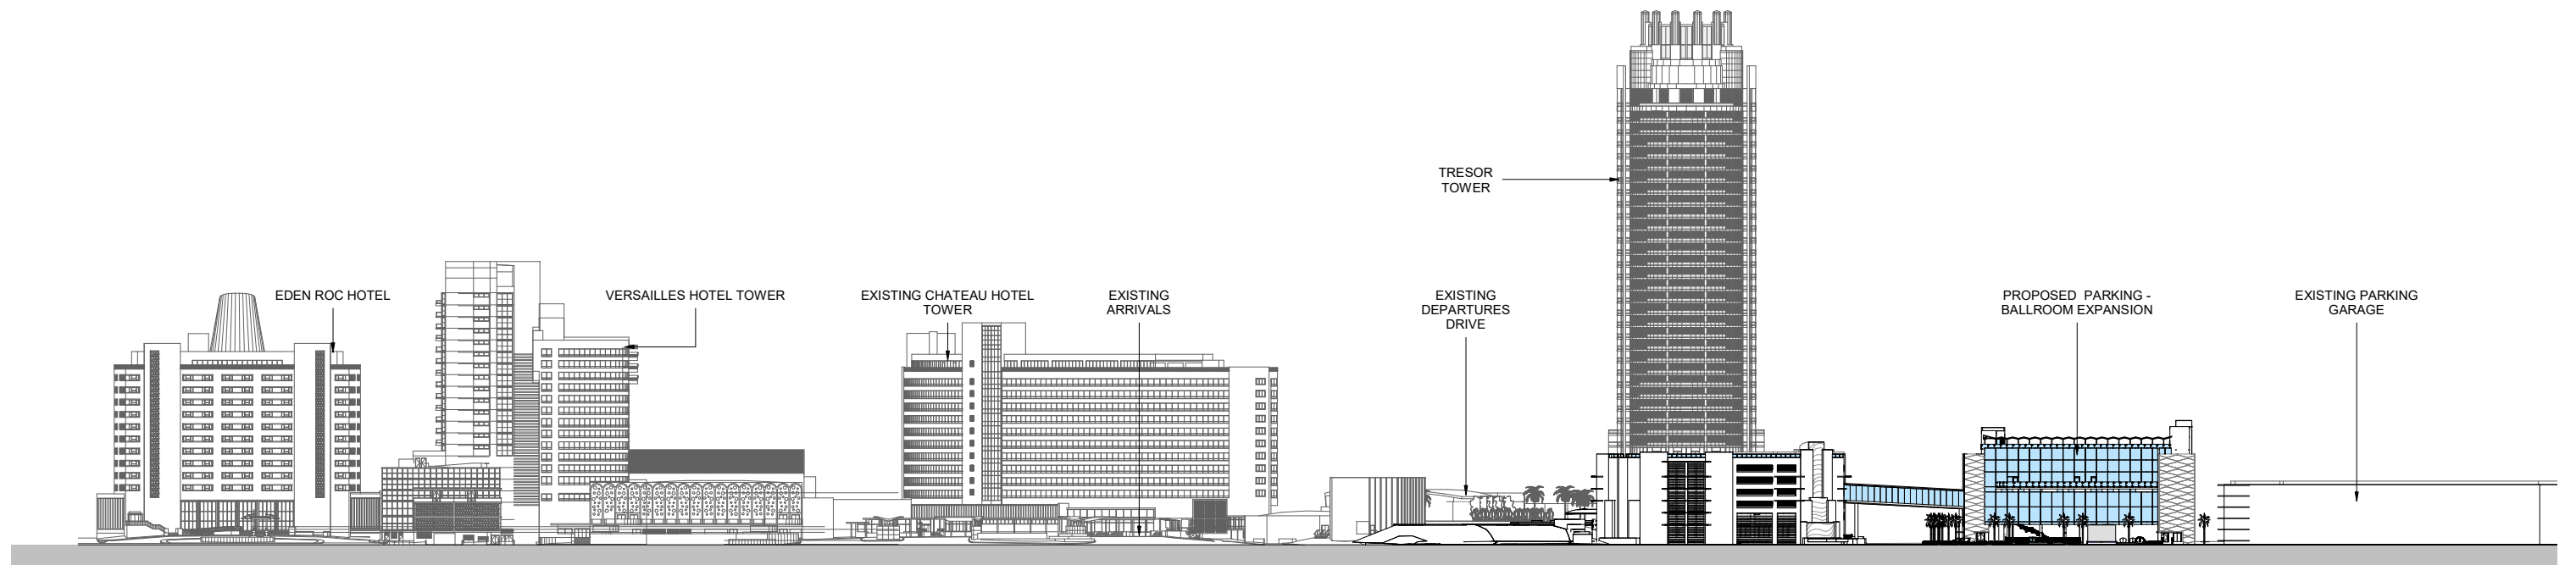 TRESOR
TOWER
EDEN ROC HOTEL
VERSAILLES HOTEL TOWER
EXISTING CHATEAU HOTEL
TOWER
EXISTING
ARRIVALS
EXISTING
DEPARTURES
DRIVE
PROPOSED PARKING -
BALLROOM EXPANSION
EXISTING PARKING
GARAGE